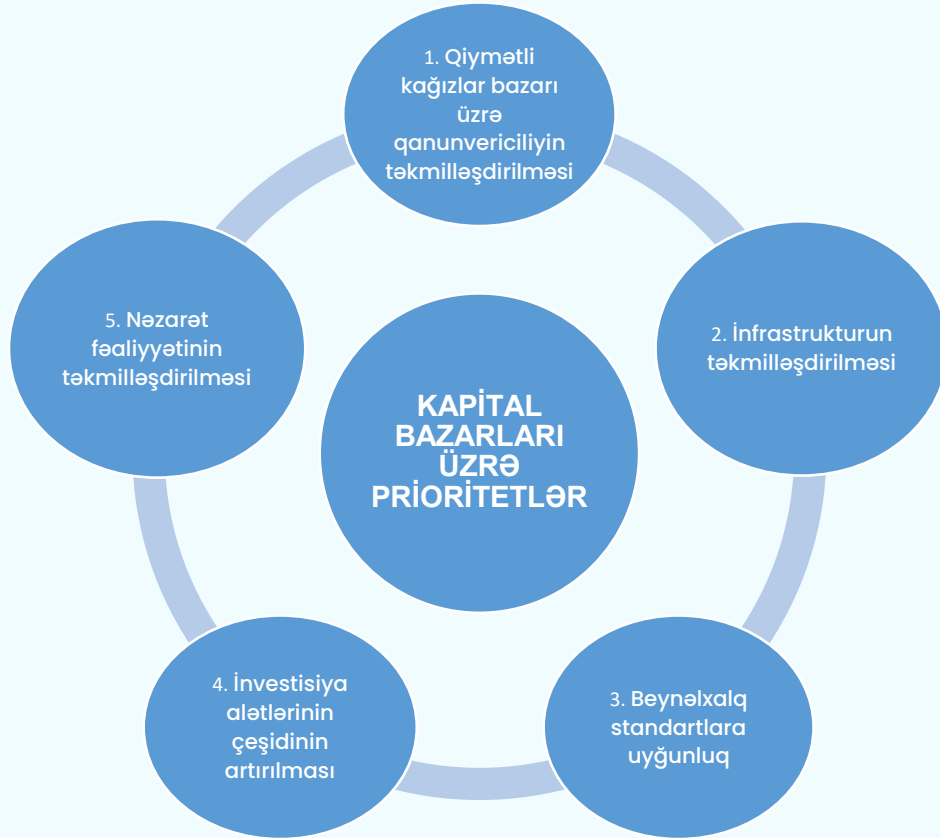 1. Qiymətli
kağızlar bazarı
üzrə
qanunvericiliyin
təkmilləşdirilməsi
2. İnfrastrukturun
təkmilləşdirilməsi
3. Beynəlxalq
standartlara
uyğunluq
4. İnvestisiya
alətlərinin
çeşidinin
artırılması
5. Nəzarət
fəaliyyətinin
təkmilləşdirilməsi
KAPİTAL
BAZARLARI
ÜZRƏ
PRİORİTETLƏR